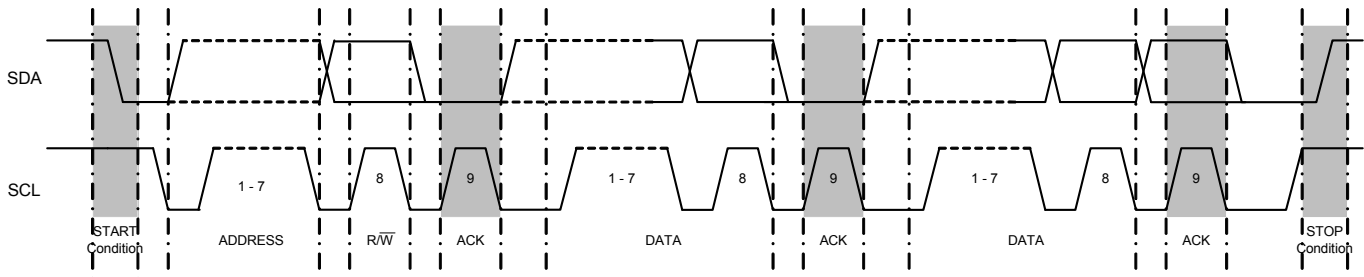 SDA
SCL
1 - 7
8
9
1 - 7
8
9
1 - 7
8
9
START
Condition
ADDRESS
R/W̅
ACK
DATA
ACK
DATA
ACK
STOP
Condition